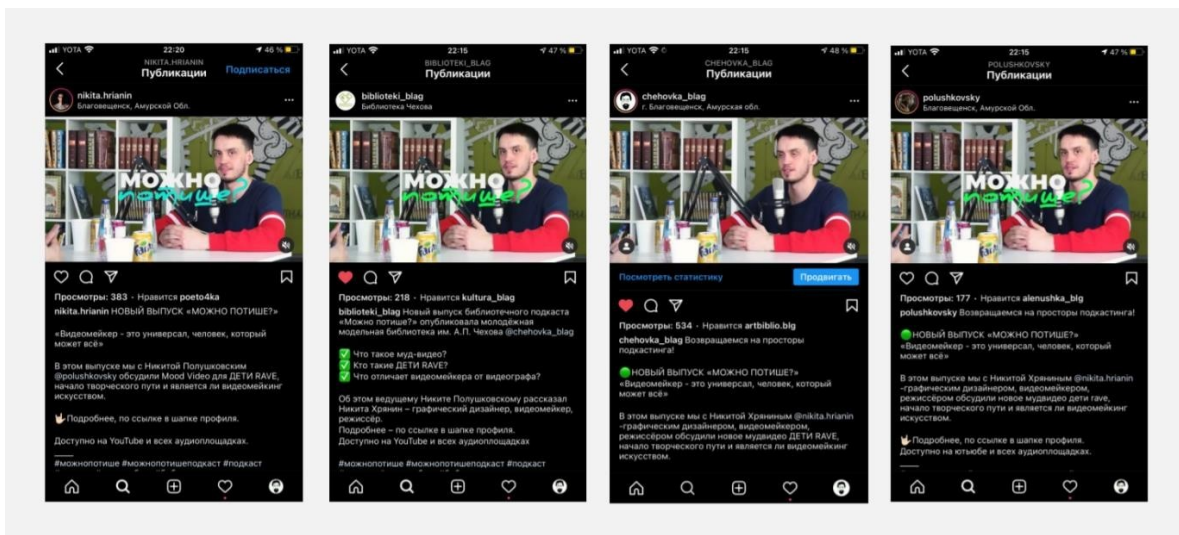 YOTA 22:20 46 %
NIKITA.HRIANIN
Публикации
Подписаться
nikita.hrianin
Благовещенск, Амурской Обл.
МОЖНО
потише?
Просмотры: 383 · Нравится poeto4ka
nikita.hrianin НОВЫЙ ВЫПУСК «МОЖНО ПОТИШЕ?»
«Видеомейкер - это универсал, человек, который
может всё»
В этом выпуске мы с Никитой Полушковским
@polushkovsky обсудили Mood Video для ДЕТИ RAVE,
начало творческого пути и является ли видеомейкинг
искусством.
🤟Подробнее, по ссылке в шапке профиля.
Доступно на YouTube и всех аудиоплощадках.
#можнопотише #можнопотишеподкаст #подкаст
YOTA 22:15 47 %
BIBLIOTEKI_BLAG
Публикации
biblioteki_blag
Библиотека Чехова
МОЖНО
потише?
Просмотры: 218 · Нравится kultura_blag
biblioteki_blag Новый выпуск библиотечного подкаста
«Можно потише?» опубликовала молодёжная
модельная библиотека им. А.П. Чехова @chehovka_blag
✅ Что такое муд-видео?
✅ Кто такие ДЕТИ RAVE?
✅ Что отличает видеомейкера от видеографа?
Об этом ведущему Никите Полушковскому рассказал
Никита Хрянин – графический дизайнер, видеомейкер,
режиссёр.
Подробнее – по ссылке в шапке профиля.
Доступно на YouTube и всех аудиоплощадках
#можнопотише #можнопотишеподкаст #подкаст
YOTA 22:15 48 %
CHEHOVKA_BLAG
Публикации
chehovka_blag
г. Благовещенск, Амурская обл.
Посмотреть статистику
Продвигать
Просмотры: 534 · Нравится artbiblio.blg
chehovka_blag Возвращаемся на просторы
подкастинга!
🟢НОВЫЙ ВЫПУСК «МОЖНО ПОТИШЕ?»
«Видеомейкер - это универсал, человек, который
может всё»
В этом выпуске мы с Никитой Хряниным @nikita.hrianin
-графическим дизайнером, видеомейкером,
режиссёром обсудили новое мудвидео ДЕТИ RAVE,
начало творческого пути и является ли видеомейкинг
искусством.
YOTA 22:15 47 %
POLUSHKOVSKY
Публикации
polushkovsky
Благовещенск, Амурской Обл.
МОЖНО
потише?
Просмотры: 177 · Нравится alenushka_blg
polushkovsky Возвращаемся на просторы подкастинга!
🟢НОВЫЙ ВЫПУСК «МОЖНО ПОТИШЕ?»
«Видеомейкер - это универсал, человек, который
может всё»
В этом выпуске мы с Никитой Хряниным @nikita.hrianin
-графическим дизайнером, видеомейкером,
режиссёром обсудили новое мудвидео дети rave,
начало творческого пути и является ли видеомейкинг
искусством.
🤟Подробнее, по ссылке в шапке профиля.
Доступно на ютьюбе и всех аудиоплощадках.